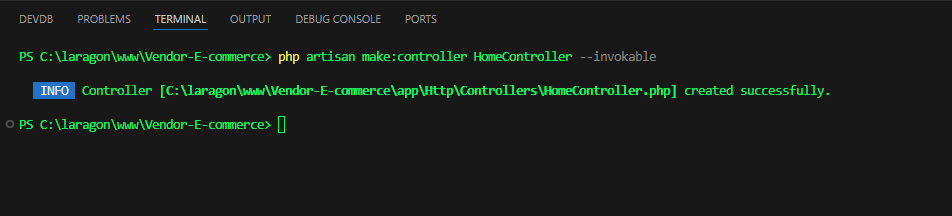 DEVDB PROBLEMS TERMINAL OUTPUT DEBUG CONSOLE PORTS
PS C:\laragon\www\Vendor-E-commerce> php artisan make:controller HomeController --invokable
INFO Controller [C:\laragon\www\Vendor-E-commerce\app\Http\Controllers\HomeController.php] created successfully.
PS C:\laragon\www\Vendor-E-commerce>